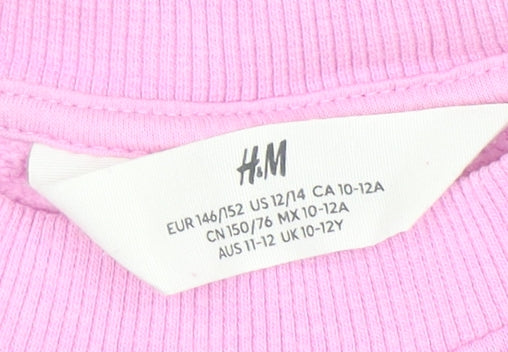 H&M
EUR 146/152 US 12/14 CA 10-12A
CN 150/76 MX 10-12A
AUS 11-12 UK 10-12Y